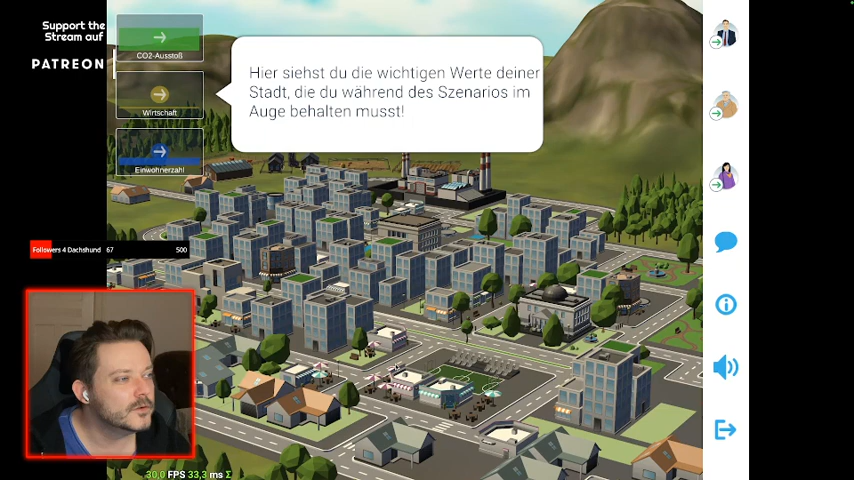 Support the
Stream auf
PATREON
CO2-Ausstoß
Wirtschaft
Einwohnerzahl
Hier siehst du die wichtigen Werte deiner
Stadt, die du während des Szenarios im
Auge behalten musst!
Followers 4 Dachshund 67 500
30,0 FPS 33,3 ms Σ